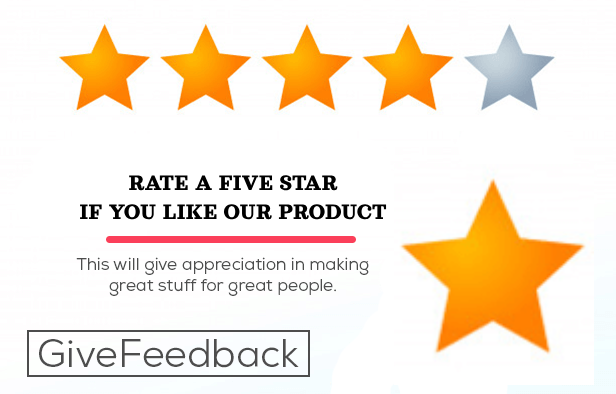 RATE A FIVE STAR
IF YOU LIKE OUR PRODUCT
This will give appreciation in making
great stuff for great people.
GiveFeedback